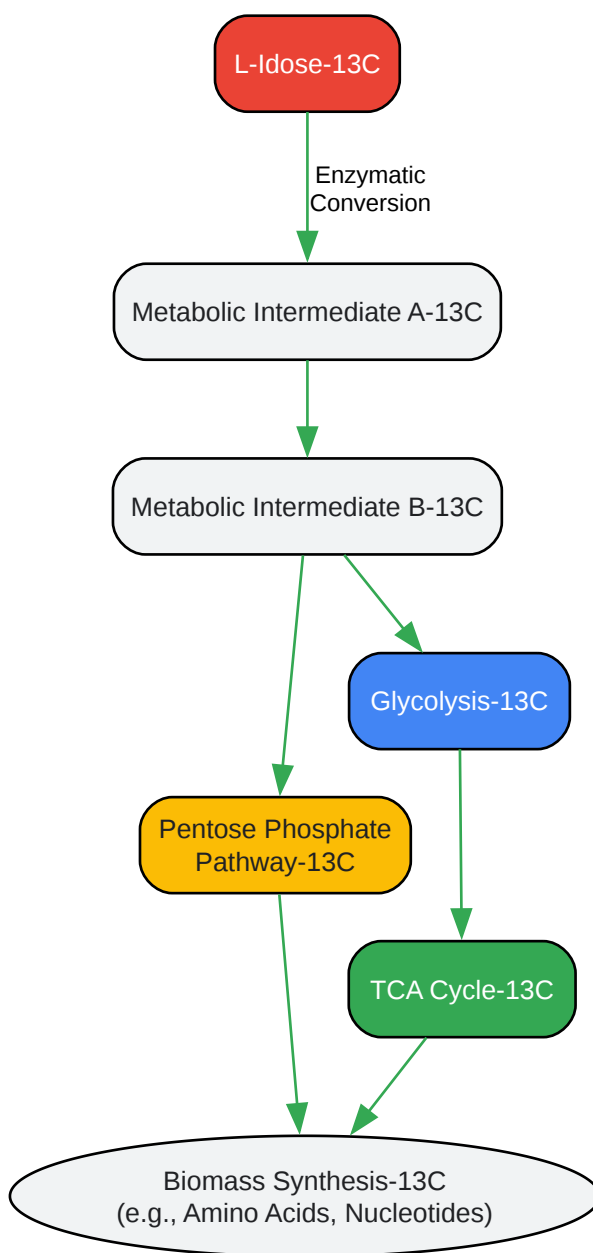 L-Idose-13C
Enzymatic
Conversion
Metabolic Intermediate A-13C
Metabolic Intermediate B-13C
Glycolysis-13C
Pentose Phosphate
Pathway-13C
TCA Cycle-13C
Biomass Synthesis-13C
(e.g., Amino Acids, Nucleotides)